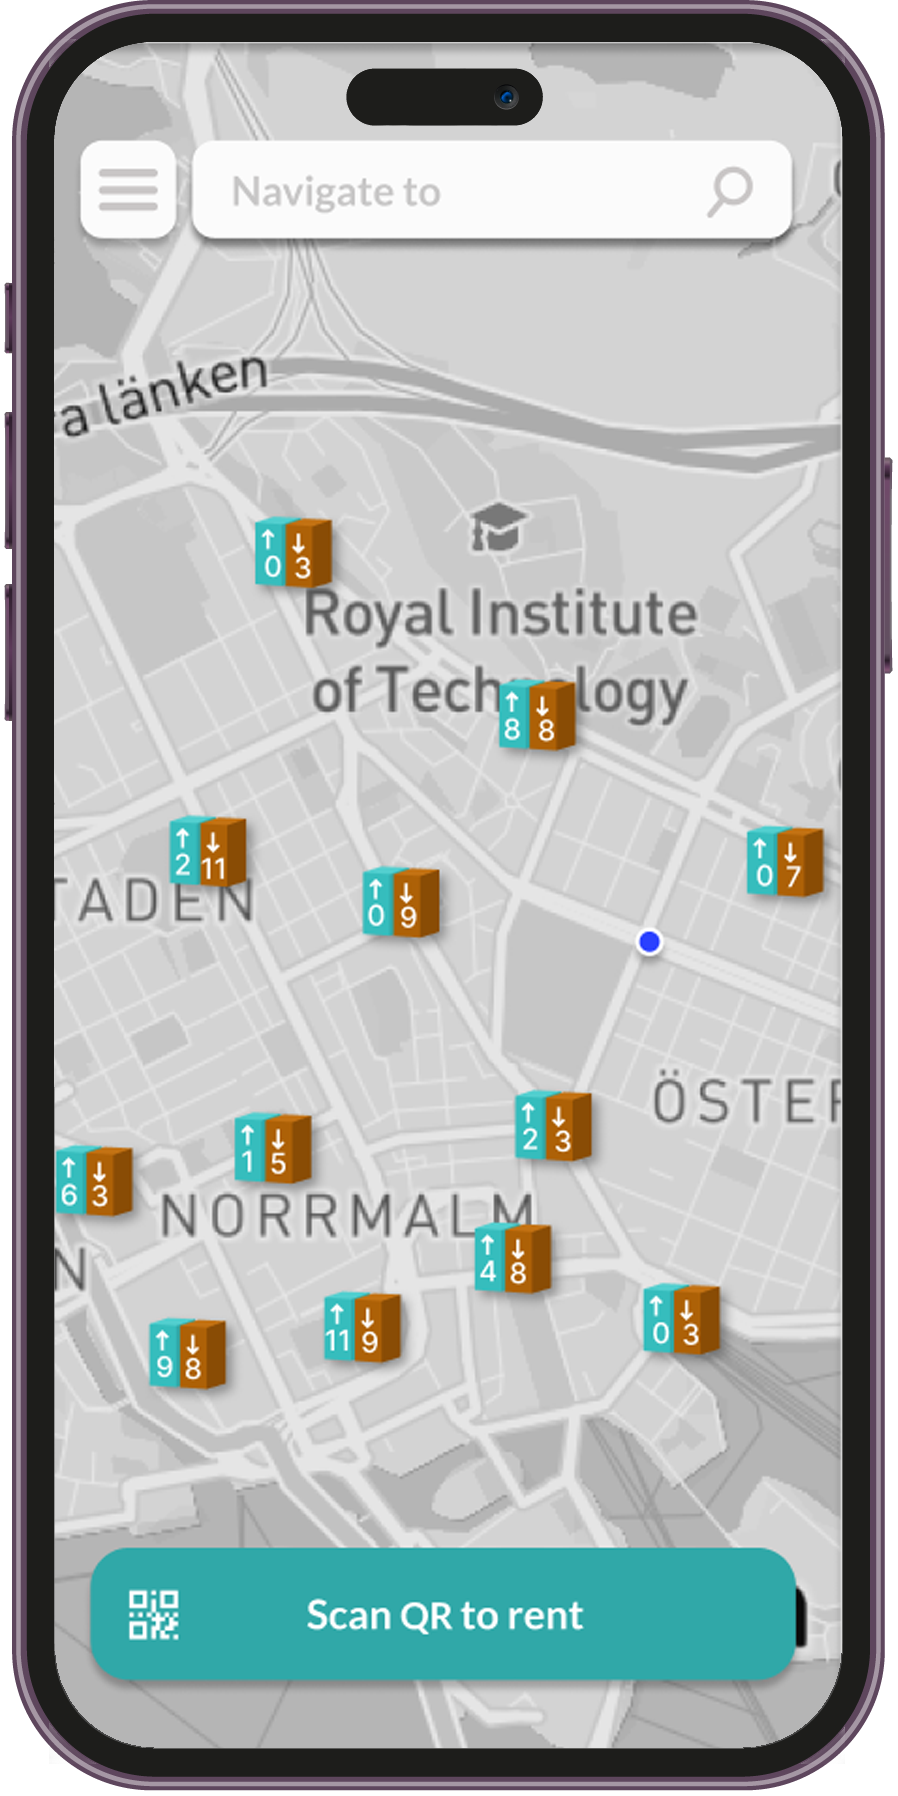 Navigate to
a länken
↑ 0 ↓ 3
Royal Institute
of Tech logy
↑ 8 ↓ 8
↑ 2 ↓ 11
↑ 0 ↓ 7
TADEN
↑ 0 ↓ 9
ÖSTER
↑ 2 ↓ 3
↑ 1 ↓ 5
↑ 6 ↓ 3
NORRMALM
↑ 4 ↓ 8
N
↑ 11 ↓ 9
↑ 0 ↓ 3
↑ 9 ↓ 8
Scan QR to rent